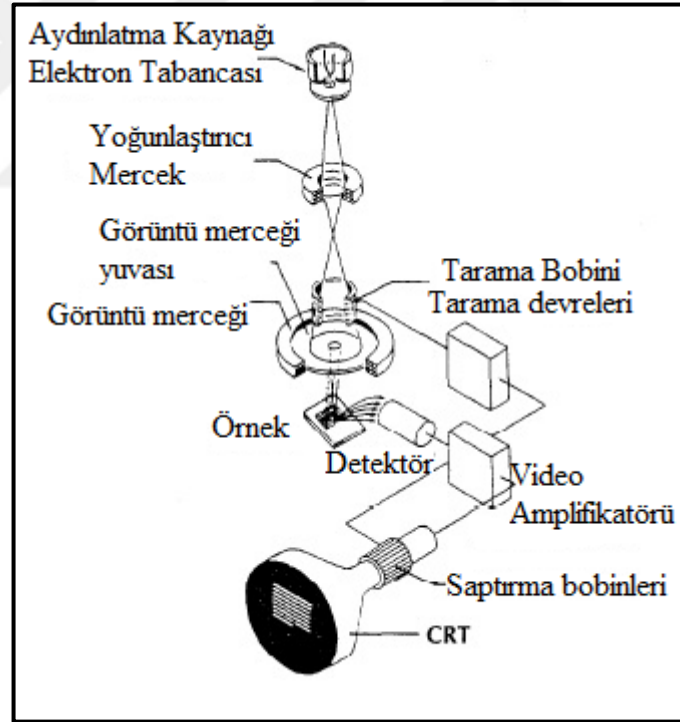 Aydınlatma Kaynağı
Elektron Tabancası
Yoğunlaştırıcı
Mercek
Görüntü merceği
yuvası
Görüntü merceği
Tarama Bobini
Tarama devreleri
Örnek
Detektör
Video
Amplifikatörü
Saptırma bobinleri
CRT